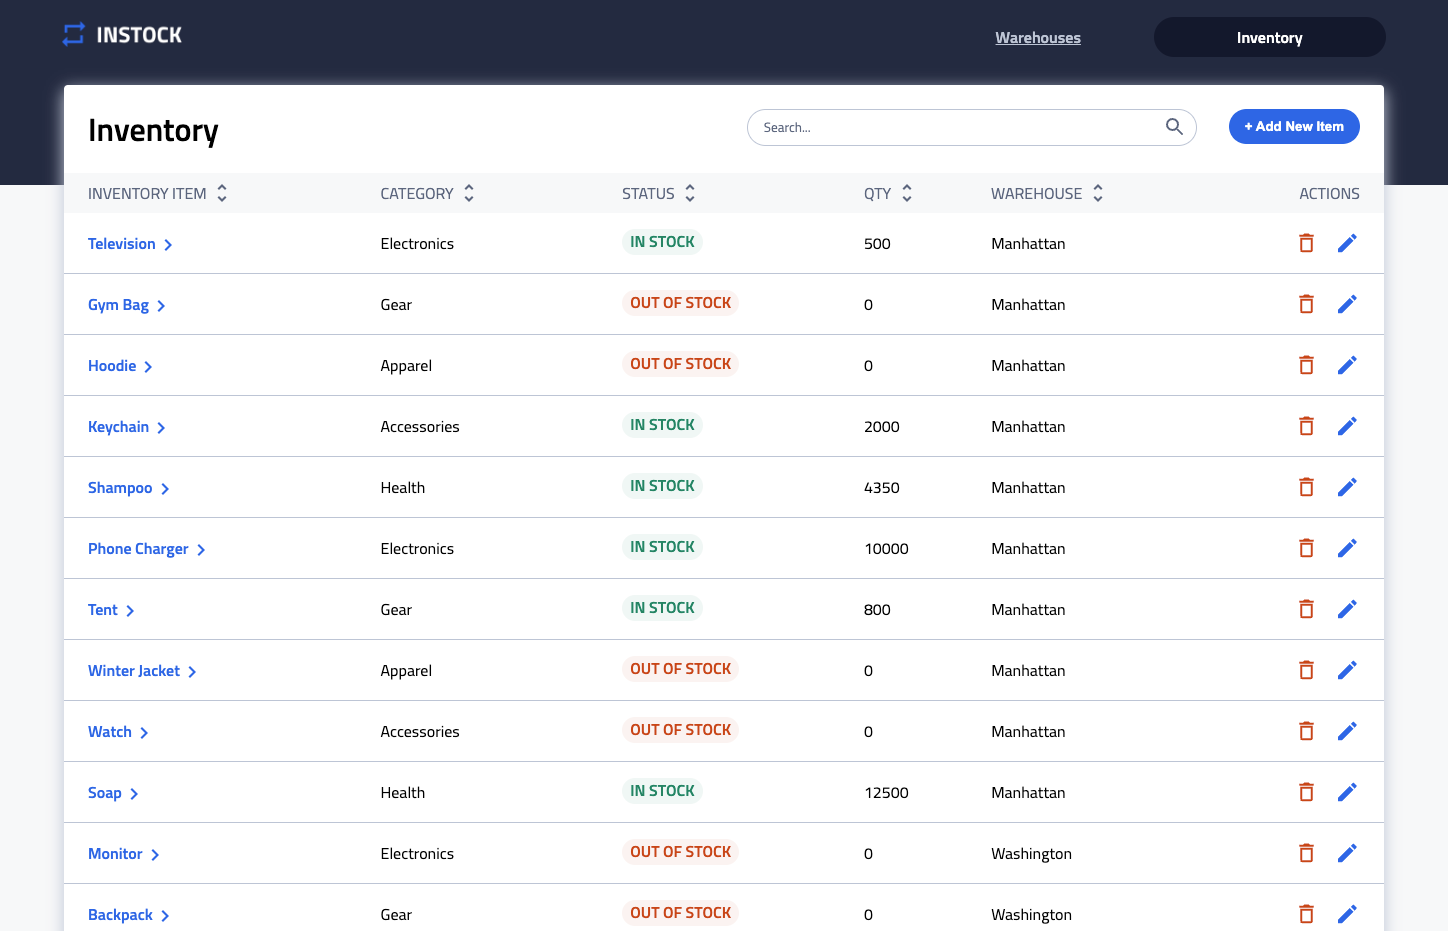 INSTOCK
Warehouses
Inventory
Inventory
Search...
+ Add New Item
INVENTORY ITEM CATEGORY STATUS QTY WAREHOUSE ACTIONS
Television Electronics IN STOCK 500 Manhattan
Gym Bag Gear OUT OF STOCK 0 Manhattan
Hoodie Apparel OUT OF STOCK 0 Manhattan
Keychain Accessories IN STOCK 2000 Manhattan
Shampoo Health IN STOCK 4350 Manhattan
Phone Charger Electronics IN STOCK 10000 Manhattan
Tent Gear IN STOCK 800 Manhattan
Winter Jacket Apparel OUT OF STOCK 0 Manhattan
Watch Accessories OUT OF STOCK 0 Manhattan
Soap Health IN STOCK 12500 Manhattan
Monitor Electronics OUT OF STOCK 0 Washington
Backpack Gear OUT OF STOCK 0 Washington